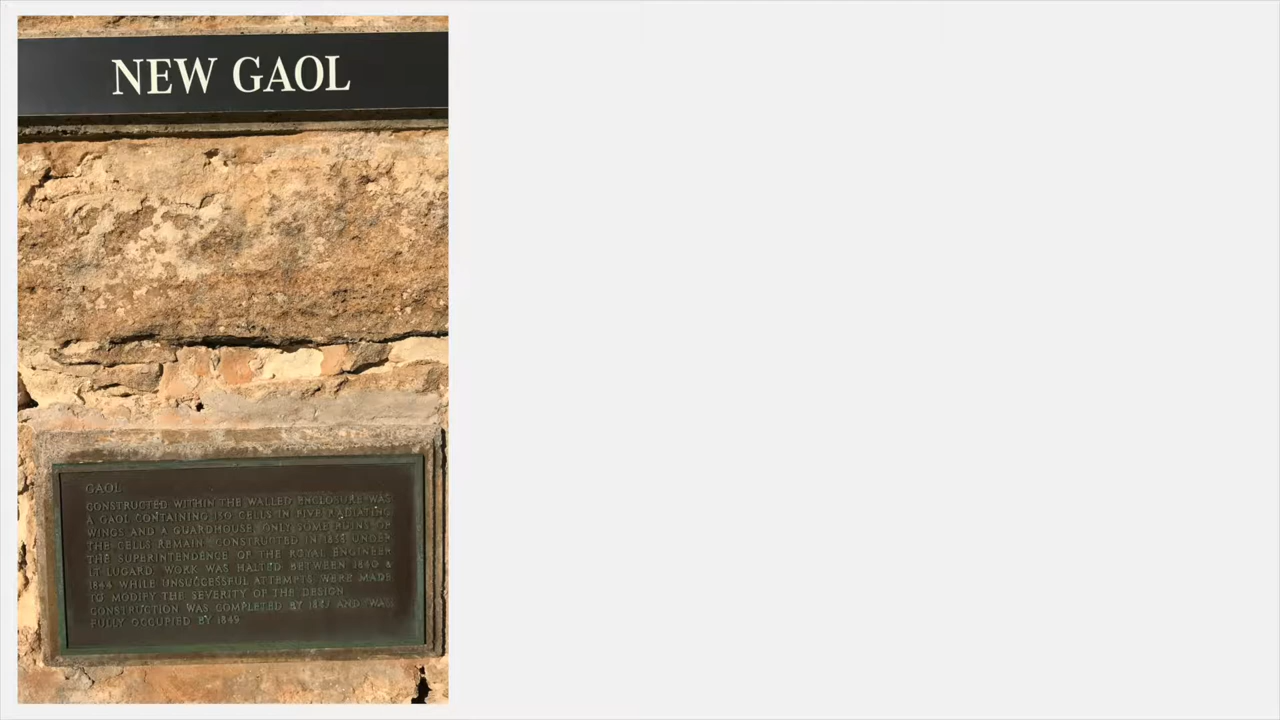 NEW GAOL
GAOL
CONSTRUCTED WITHIN THE WALLED ENCLOSURE WAS
A GAOL CONTAINING 150 CELLS IN FIVE RADIATING
WINGS AND A GUARDHOUSE. ONLY SOME RUINS OF
THE CELLS REMAIN. CONSTRUCTED IN UNDER
THE SUPERINTENDENCE OF THE ROYAL ENGINEER
LT LUGARD. WORK WAS HALTED BETWEEN 1840 &
1844 WHILE UNSUCCESSFUL ATTEMPTS WERE MADE
TO MODIFY THE SEVERITY OF THE DESIGN
CONSTRUCTION WAS COMPLETED BY 1847 AND WAS
FULLY OCCUPIED BY 1849